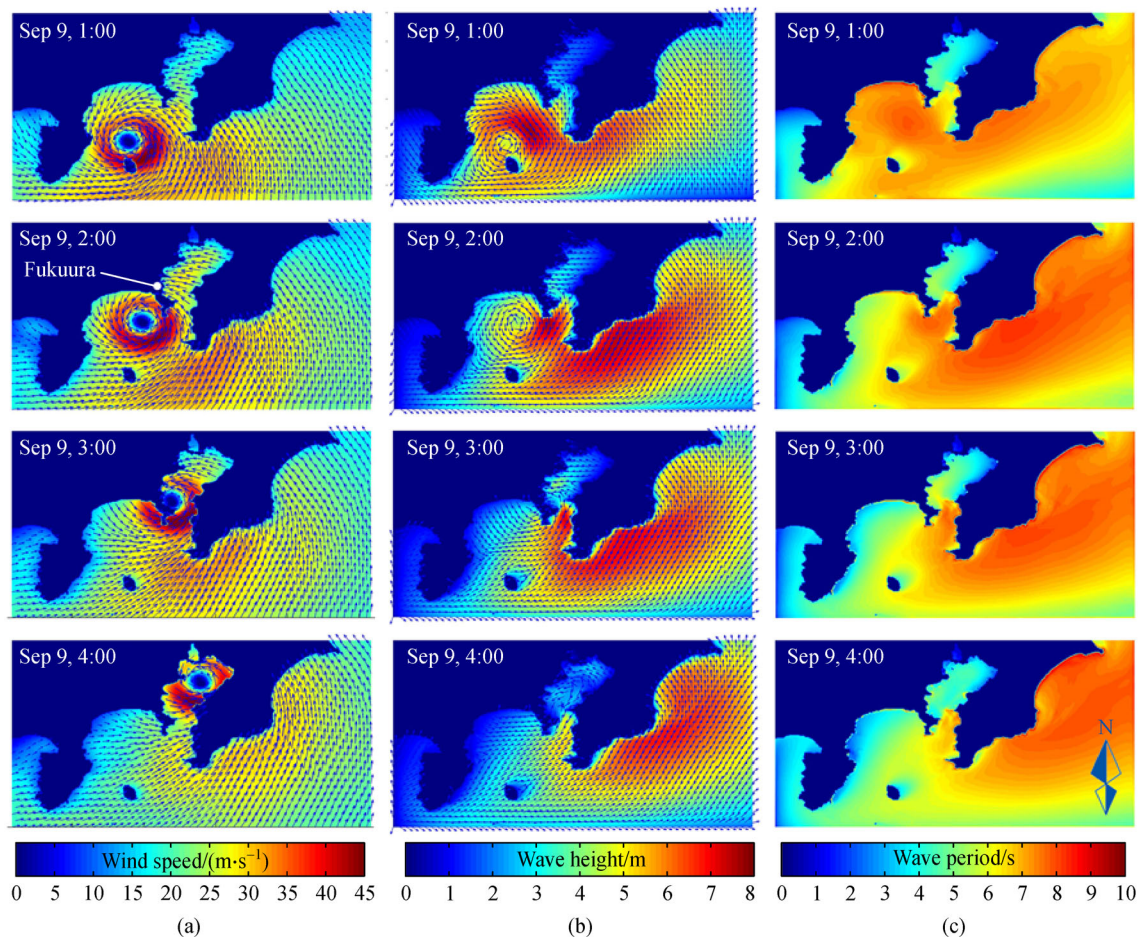 Sep 9, 1:00
Sep 9, 1:00
Sep 9, 1:00
Sep 9, 2:00
Fukuura
Sep 9, 2:00
Sep 9, 2:00
Sep 9, 3:00
Sep 9, 3:00
Sep 9, 3:00
Sep 9, 4:00
Sep 9, 4:00
Sep 9, 4:00
N
Wind speed/(m·s⁻¹)
0 5 10 15 20 25 30 35 40 45
Wave height/m
0 1 2 3 4 5 6 7 8
Wave period/s
0 1 2 3 4 5 6 7 8 9 10
(a)
(b)
(c)